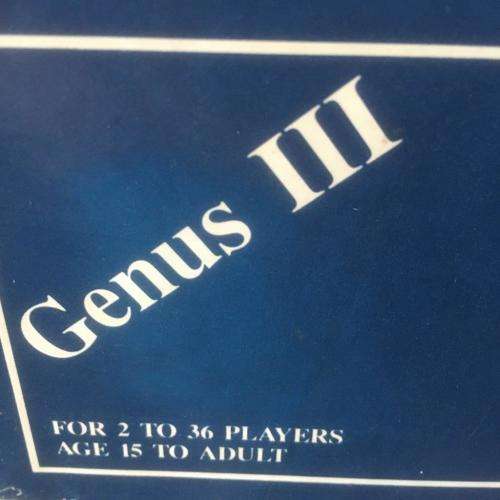 Genus III
FOR 2 TO 36 PLAYERS
AGE 15 TO ADULT